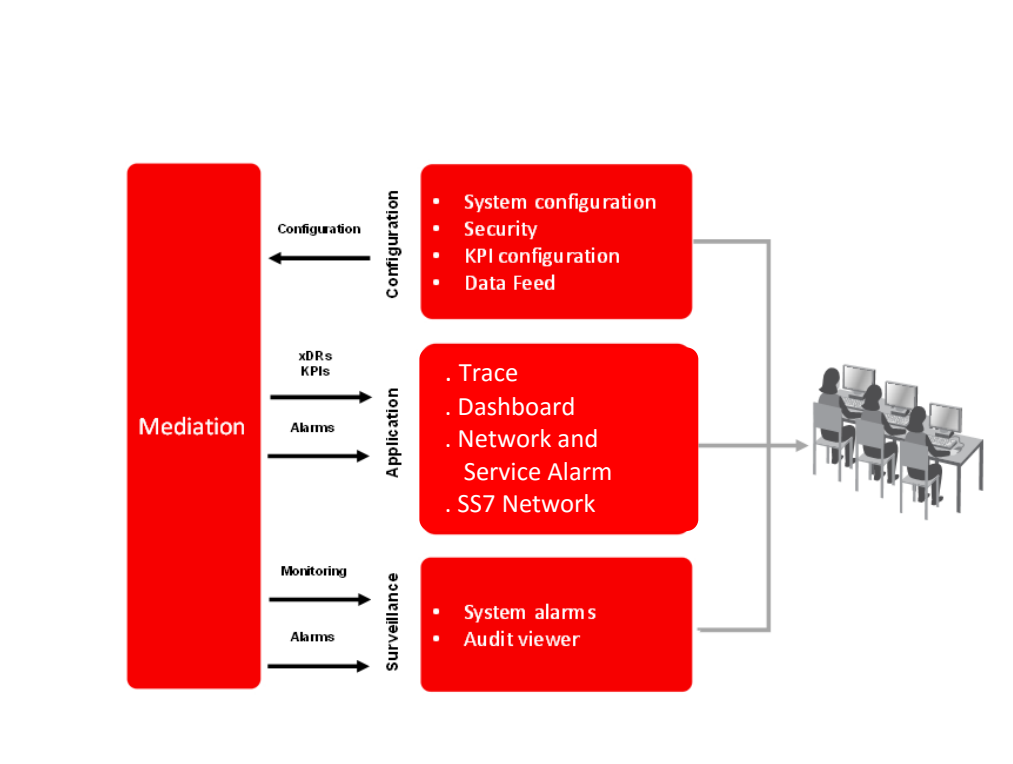 Mediation
Configuration
xDRs
KPIs
Alarms
Monitoring
Alarms
Configuration
• System configuration
• Security
• KPI configuration
• Data Feed
Application
. Trace
. Dashboard
. Network and
Service Alarm
. SS7 Network
Surveillance
• System alarms
• Audit viewer